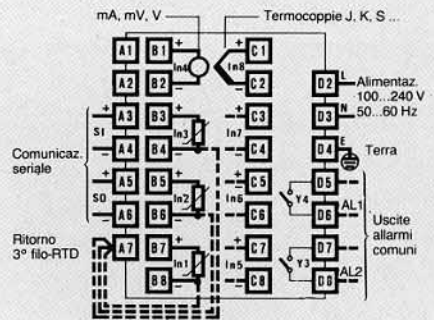 mA, mV, V
Termocoppie J, K, S ...
A1 B1 + In4 In8 + C1
A2 B2 − − C2 D2 L Alimentaz.
100...240 V
50...60 Hz
+ A3 B3 + In3 + C3 D3 N
SI In7
− A4 B4 − − C4 D4 E Terra
Comunicaz.
seriale
+ A5 B5 + In2 + C5 D5
SO In6 Y4 AL1
− A6 B6 − − C6 D6
Uscite
allarmi
comuni
Ritorno
3° filo-RTD
A7 B7 + In1 + C7 D7
In5 Y3 AL2
B8 − − C8 D8